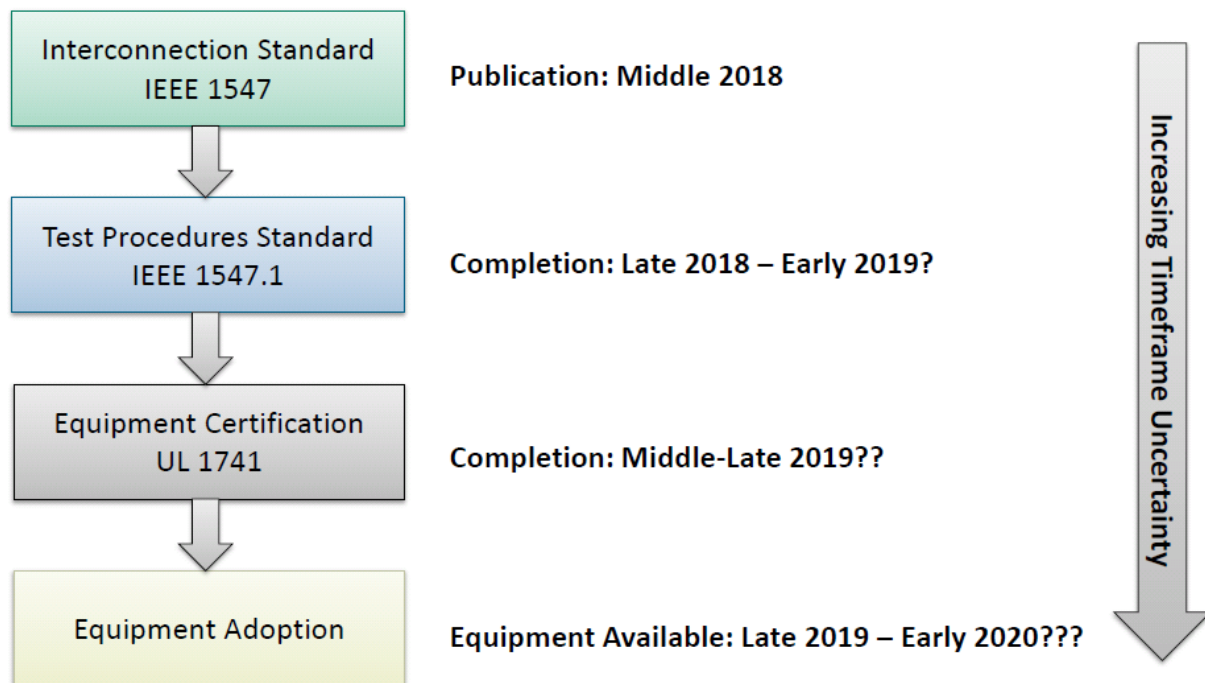 Interconnection Standard
IEEE 1547
Publication: Middle 2018
Test Procedures Standard
IEEE 1547.1
Completion: Late 2018 – Early 2019?
Equipment Certification
UL 1741
Completion: Middle-Late 2019??
Equipment Adoption
Equipment Available: Late 2019 – Early 2020???
Increasing Timeframe Uncertainty